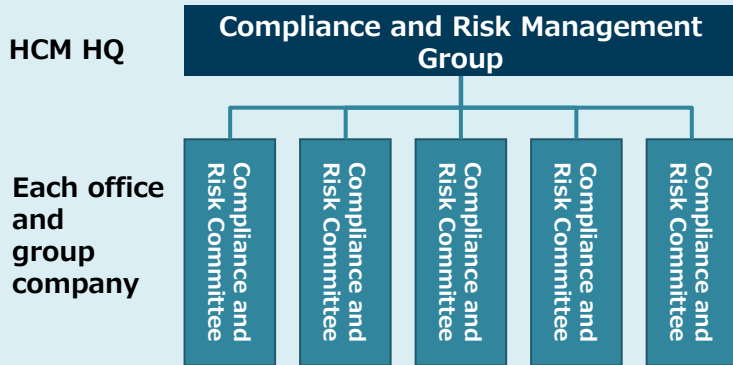 HCM HQ
Compliance and Risk Management
Group
Each office
and
group
company
Compliance and
Risk Committee
Compliance and
Risk Committee
Compliance and
Risk Committee
Compliance and
Risk Committee
Compliance and
Risk Committee